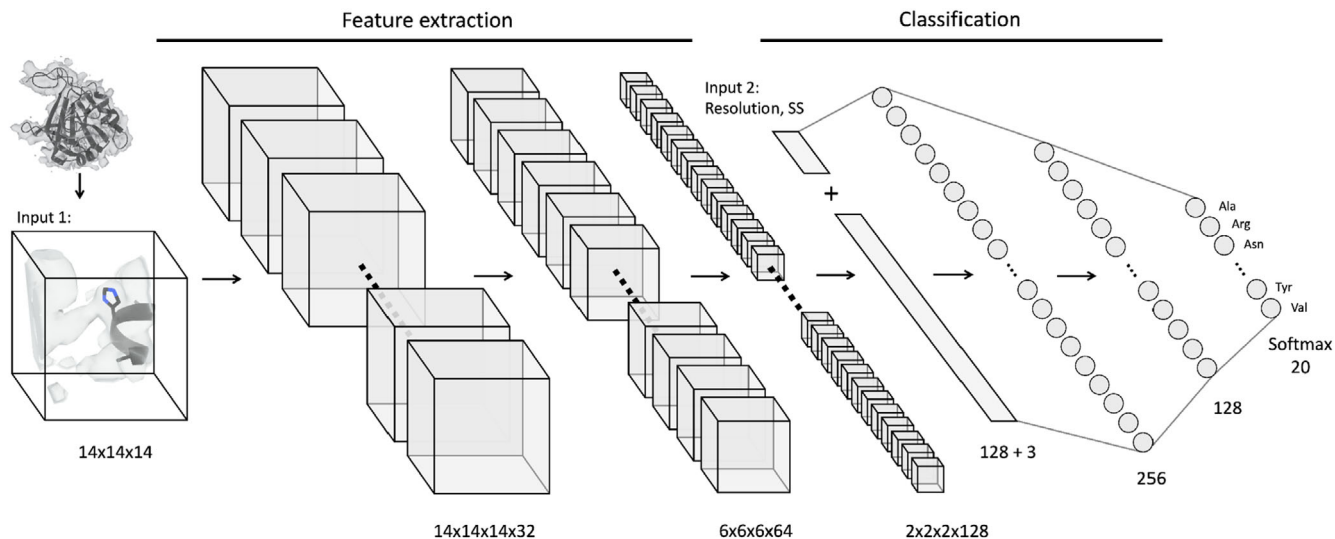 Feature extraction
Classification
Input 1:
14x14x14
14x14x14x32
6x6x6x64
2x2x2x128
Input 2:
Resolution, SS
+
128 + 3
256
128
Ala
Arg
Asn
Tyr
Val
Softmax
20